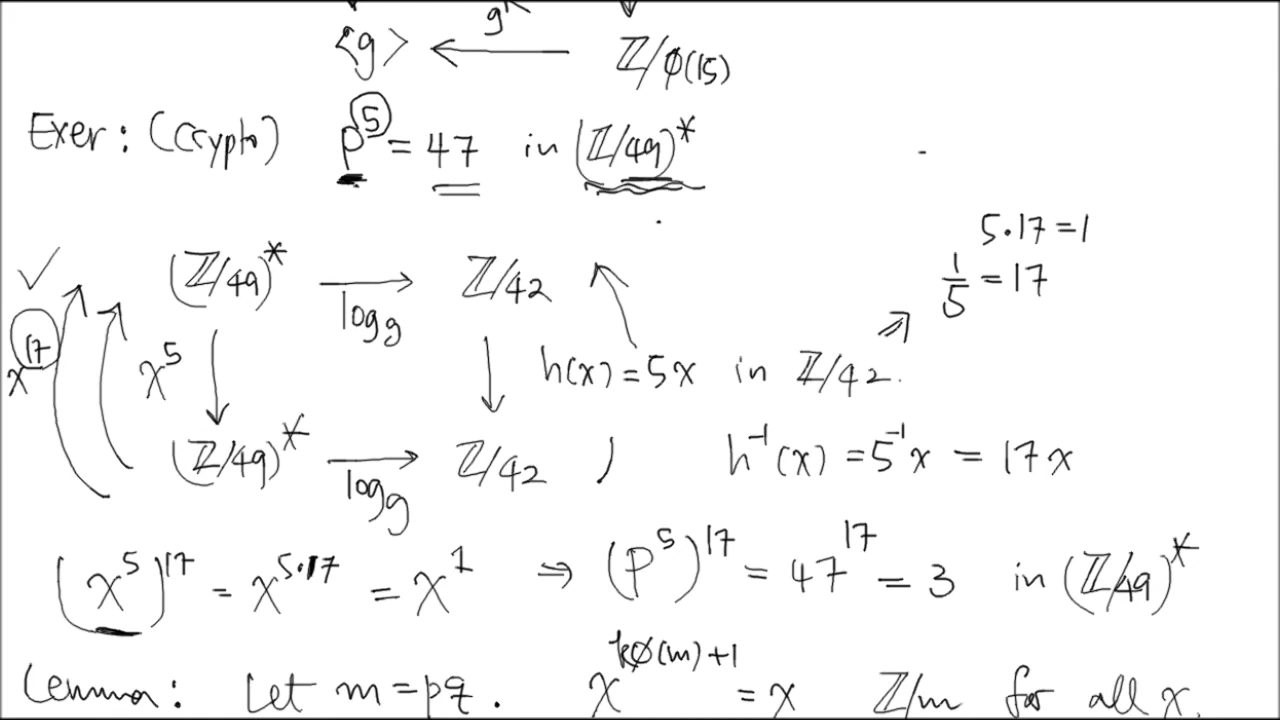 g^k
<g> ← Z/φ(15)
Exer: (Crypto) p^5 = 47 in (Z/49)*
5·17=1
1/5 = 17
(Z/49)* → log_g Z/42
x^17 x^5 h(x)=5x in Z/42.
(Z/49)* → log_g Z/42 ) h^-1(x) = 5^-1 x = 17x
(x^5)^17 = x^5·17 = x^1 ⇒ (p^5)^17 = 47^17 = 3 in (Z/49)*
Lemma: Let m=pq. x^kφ(m)+1 = x Z/m for all x.